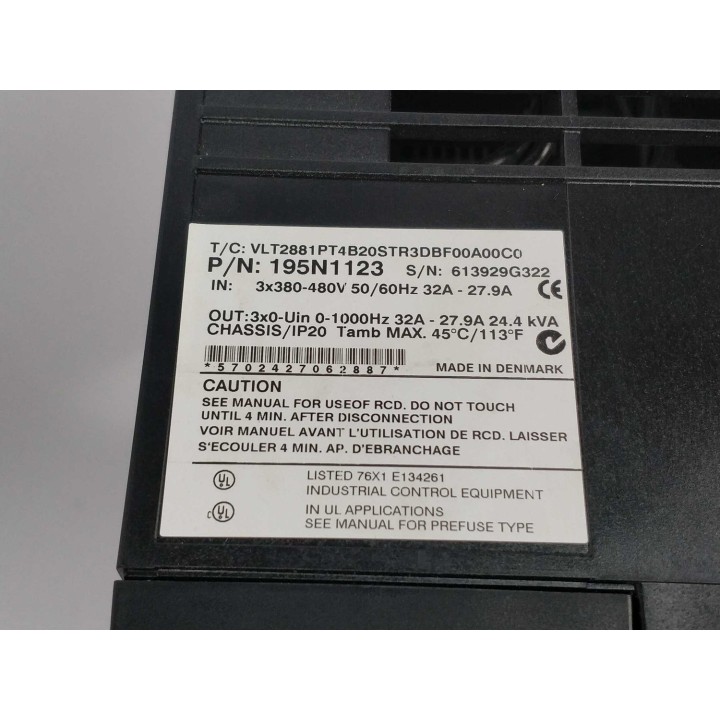 T/C: VLT2881PT4B20STR3DBF00A00C0
P/N: 195N1123 S/N: 613929G322
IN: 3x380-480V 50/60Hz 32A - 27.9A CE
OUT:3x0-Uin 0-1000Hz 32A - 27.9A 24.4 kVA
CHASSIS/IP20 Tamb MAX. 45°C/113°F
*5702427062887* MADE IN DENMARK
CAUTION
SEE MANUAL FOR USEOF RCD. DO NOT TOUCH
UNTIL 4 MIN. AFTER DISCONNECTION
VOIR MANUEL AVANT L'UTILISATION DE RCD. LAISSER
S'ECOULER 4 MIN. AP. D'EBRANCHAGE
UL LISTED 76X1 E134261
INDUSTRIAL CONTROL EQUIPMENT
c UL IN UL APPLICATIONS
SEE MANUAL FOR PREFUSE TYPE